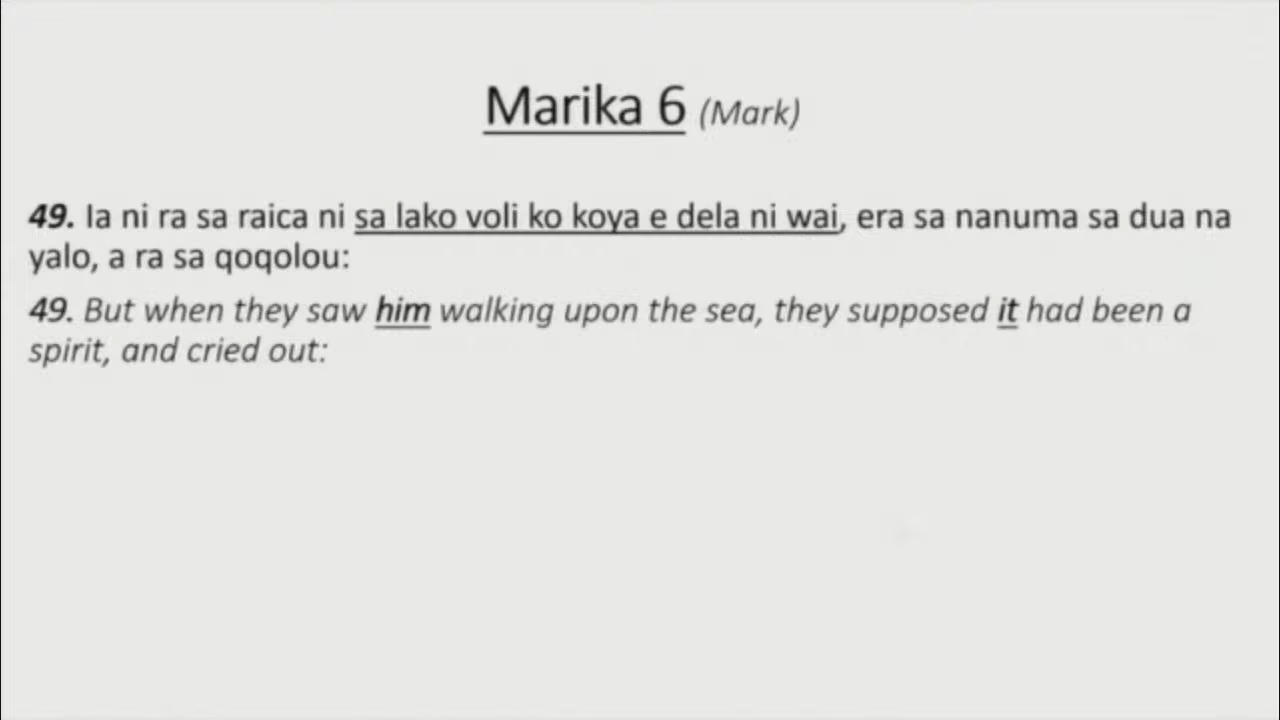 Marika 6 (Mark)
49. Ia ni ra sa raica ni sa lako voli ko koya e dela ni wai, era sa nanuma sa dua na
yalo, a ra sa qoqolou:
49. But when they saw him walking upon the sea, they supposed it had been a
spirit, and cried out: